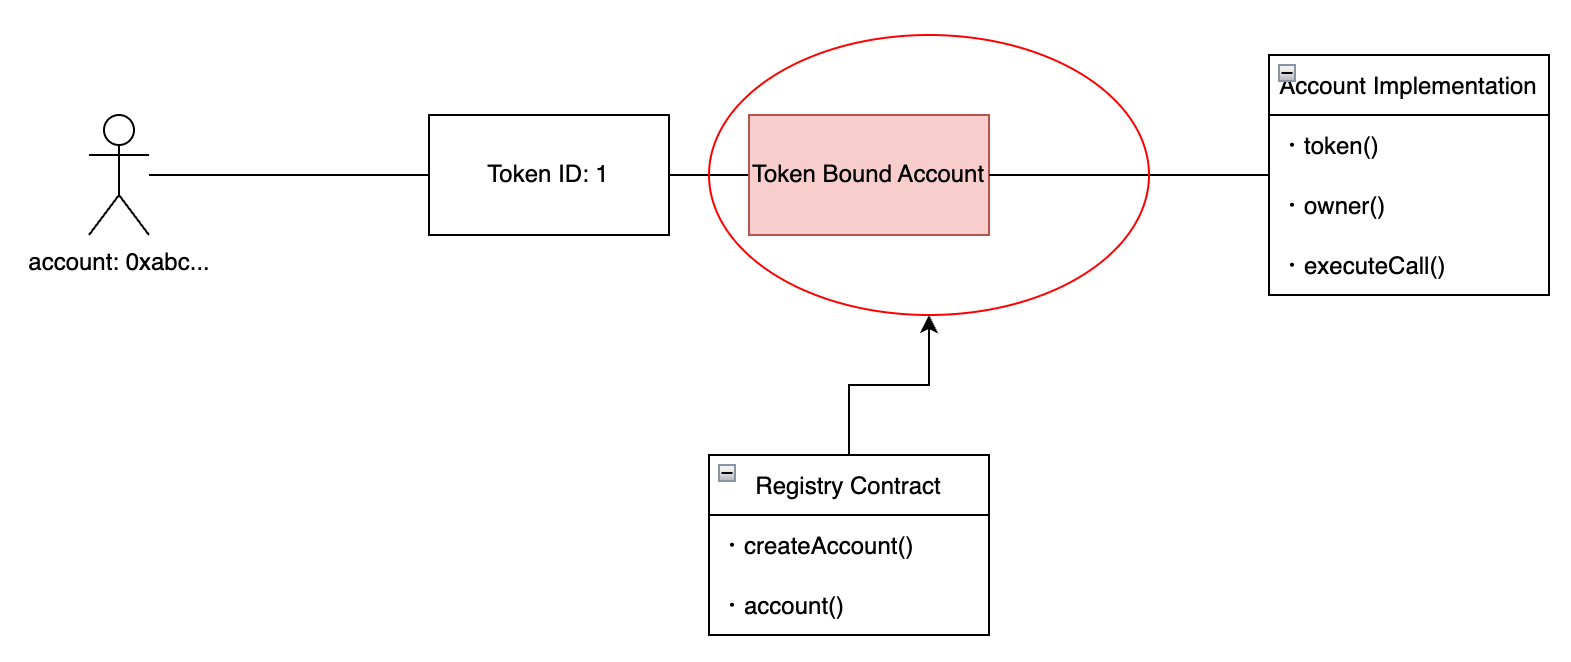 account: 0xabc...
Token ID: 1
Token Bound Account
Account Implementation
・token()
・owner()
・executeCall()
Registry Contract
・createAccount()
・account()